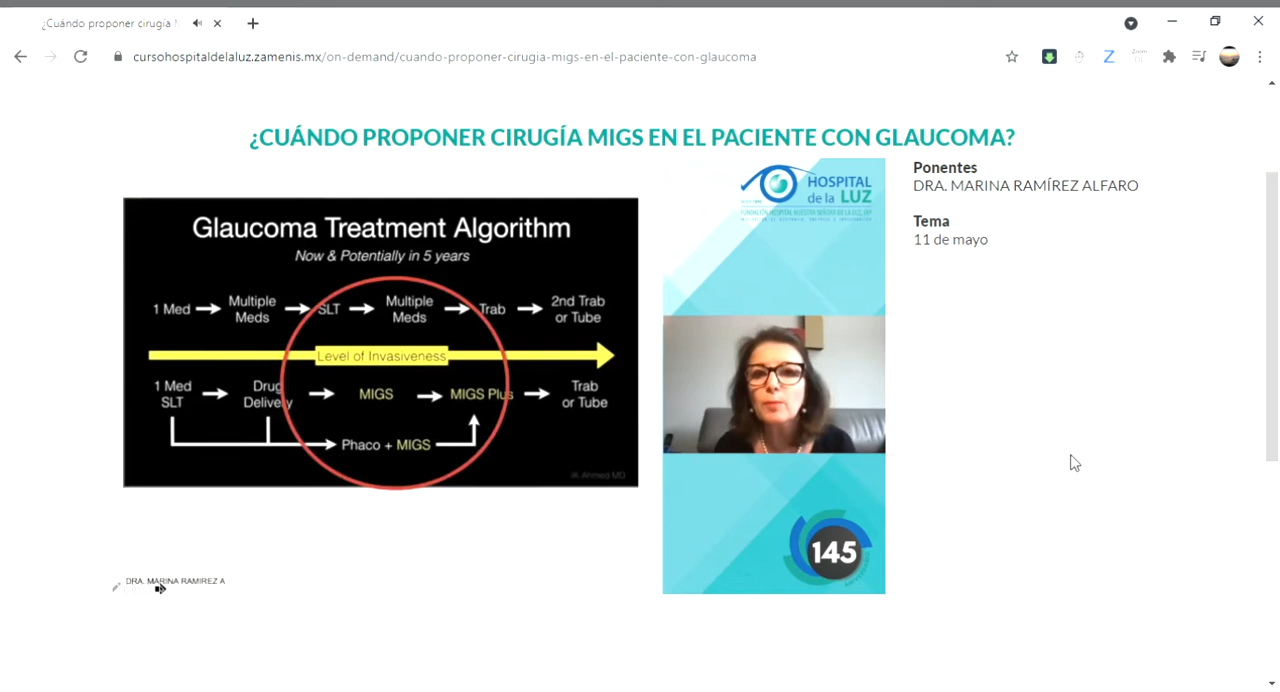 ¿Cuándo proponer cirugía
cursohospitaldelaluz.zamenis.mx/on-demand/cuando-proponer-cirugia-migs-en-el-paciente-con-glaucoma
¿CUÁNDO PROPONER CIRUGÍA MIGS EN EL PACIENTE CON GLAUCOMA?
Glaucoma Treatment Algorithm
Now & Potentially in 5 years
1 Med
Multiple
Meds
SLT
Multiple
Meds
Trab
2nd Trab
or Tube
Level of Invasiveness
1 Med
SLT
Drug
Delivery
MIGS
MIGS Plus
Trab
or Tube
Phaco + MIGS
IK Ahmed MD
DRA. MARINA RAMIREZ A
HOSPITAL
de la LUZ
145
Ponentes
DRA. MARINA RAMÍREZ ALFARO
Tema
11 de mayo